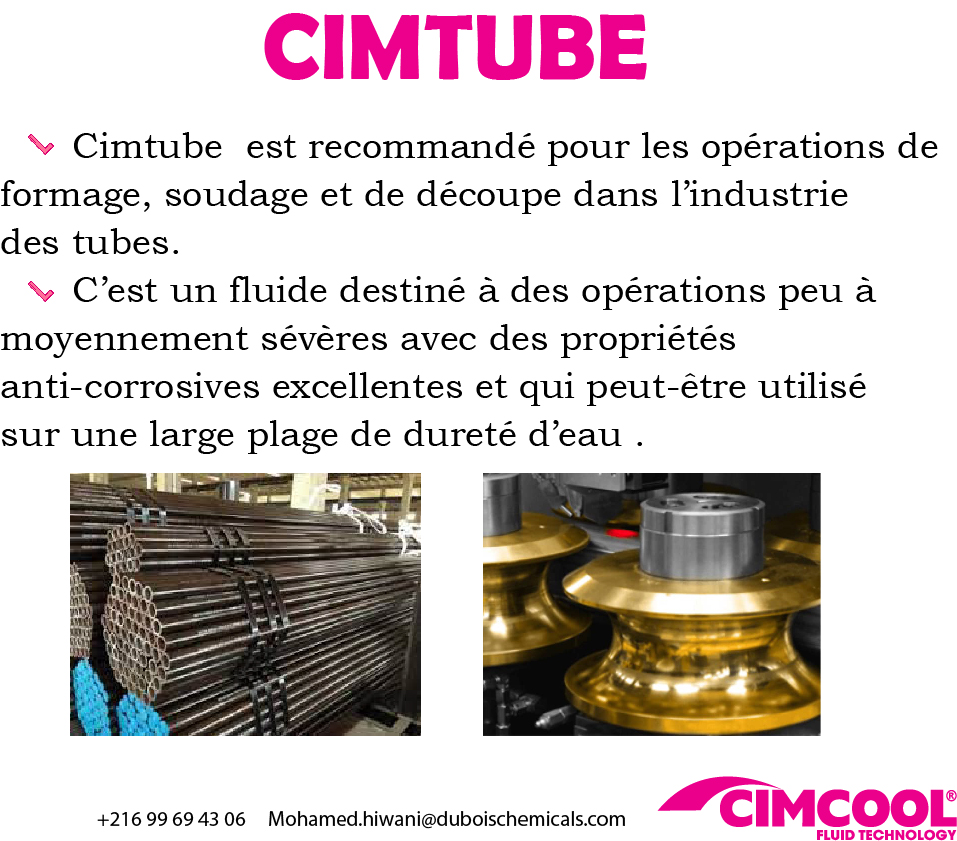 CIMTUBE
Cimtube est recommandé pour les opérations de
formage, soudage et de découpe dans l’industrie
des tubes.
C’est un fluide destiné à des opérations peu à
moyennement sévères avec des propriétés
anti-corrosives excellentes et qui peut-être utilisé
sur une large plage de dureté d’eau .
+216 99 69 43 06 Mohamed.hiwani@duboischemicals.com
CIMCOOL®
FLUID TECHNOLOGY